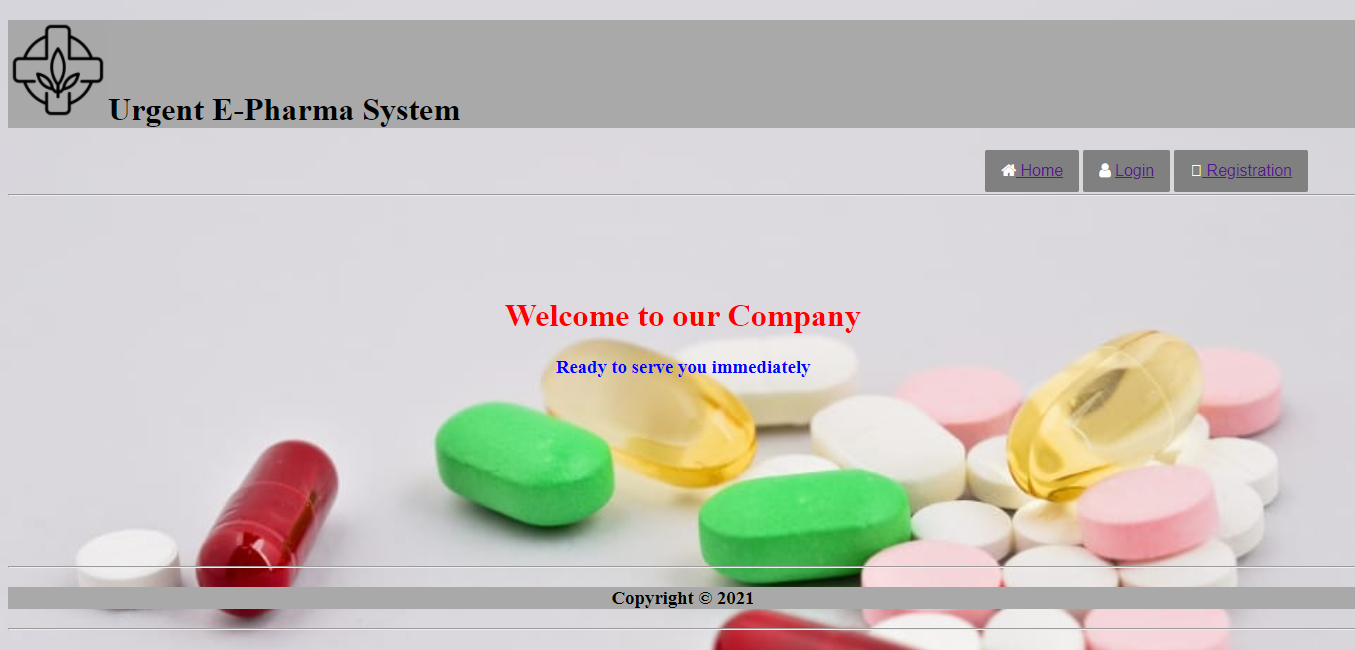 Urgent E-Pharma System
Home Login Registration
Welcome to our Company
Ready to serve you immediately
Copyright © 2021